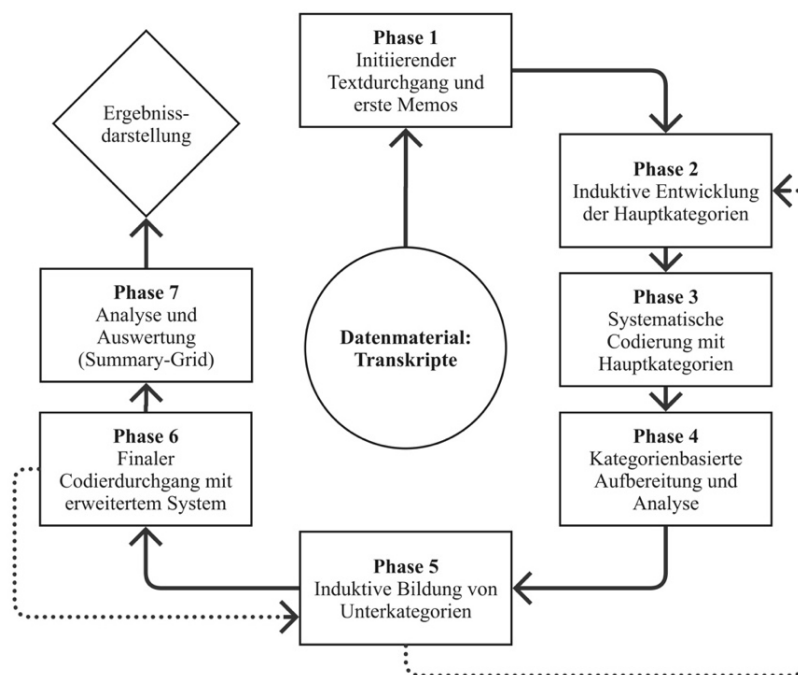 Phase 1
Initiierender
Textdurchgang und
erste Memos
Phase 2
Induktive Entwicklung
der Hauptkategorien
Phase 3
Systematische
Codierung mit
Hauptkategorien
Phase 4
Kategorienbasierte
Aufbereitung und
Analyse
Phase 5
Induktive Bildung von
Unterkategorien
Phase 6
Finaler
Codierdurchgang mit
erweitertem System
Phase 7
Analyse und
Auswertung
(Summary-Grid)
Ergebniss-
darstellung
Datenmaterial:
Transkripte